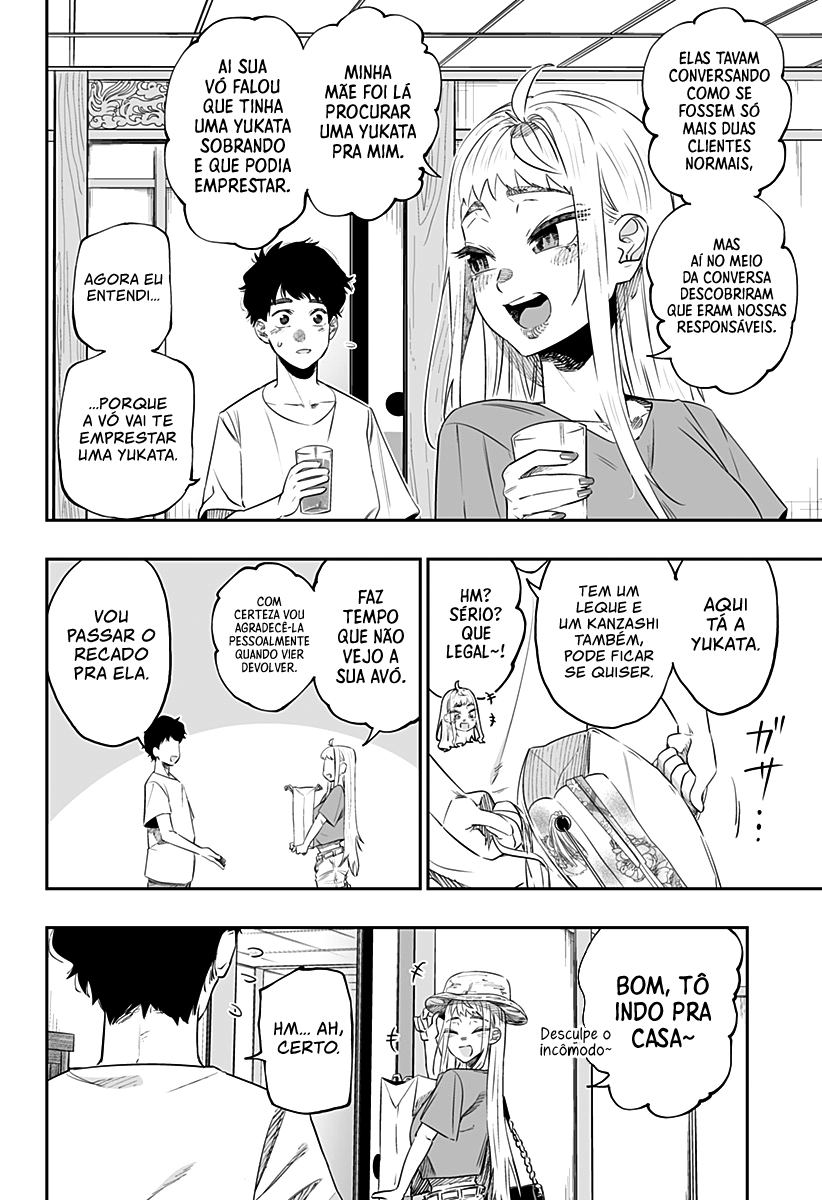 ELAS TAVAM
CONVERSANDO
COMO SE
FOSSEM SÓ
MAIS DUAS
CLIENTES
NORMAIS,
MAS
AÍ NO MEIO
DA CONVERSA
DESCOBRIRAM
QUE ERAM NOSSAS
RESPONSÁVEIS.
MINHA
MÃE FOI LÁ
PROCURAR
UMA YUKATA
PRA MIM.
AI SUA
VÓ FALOU
QUE TINHA
UMA YUKATA
SOBRANDO
E QUE PODIA
EMPRESTAR.
AGORA EU
ENTENDI...
...PORQUE
A VÓ VAI TE
EMPRESTAR
UMA YUKATA.
AQUI
TÁ A
YUKATA.
TEM UM
LEQUE E
UM KANZASHI
TAMBÉM,
PODE FICAR
SE QUISER.
HM?
SÉRIO?
QUE
LEGAL~!
ガサ...
FAZ
TEMPO
QUE NÃO
VEJO A
SUA AVÓ.
COM
CERTEZA VOU
AGRADECÊ-LA
PESSOALMENTE
QUANDO VIER
DEVOLVER.
VOU
PASSAR O
RECADO
PRA ELA.
BOM, TÔ
INDO PRA
CASA~
Desculpe o
incômodo~
HM... AH,
CERTO.